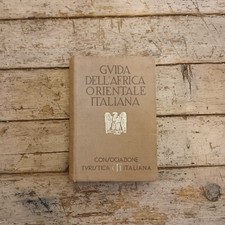 GVIDA
DELL'AFRICA
ORIENTALE
ITALIANA
CONSOCIAZIONE
TVRISTICA ITALIANA